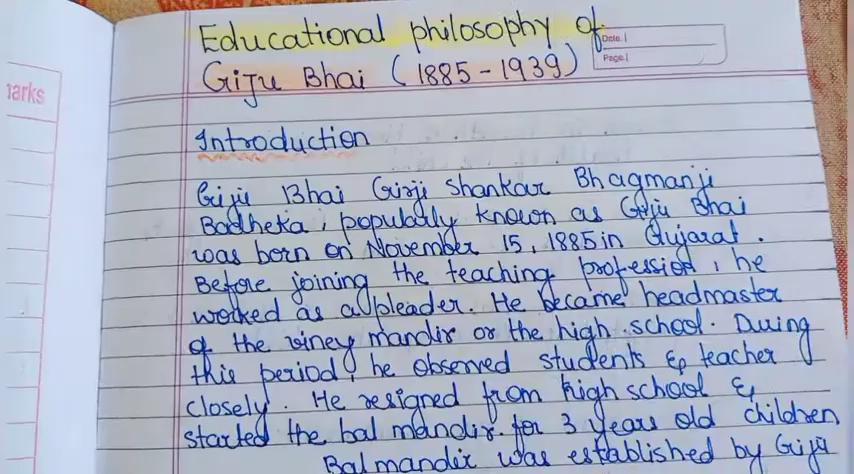 arks
Educational philosophy of
Date |
Page |
Giju Bhai (1885-1939)
Introduction
Giju Bhai Girji Shankar Bhagmanji
Badheka, popularly known as Giju Bhai
was born on November 15, 1885 in Gujarat.
Before joining the teaching profession, he
worked as a pleader. He became headmaster
of the viney mandir or the high school. During
this period, he observed students & teacher
closely. He resigned from high school &
started the bal mandir for 3 years old children
Balmandir was established by Giju